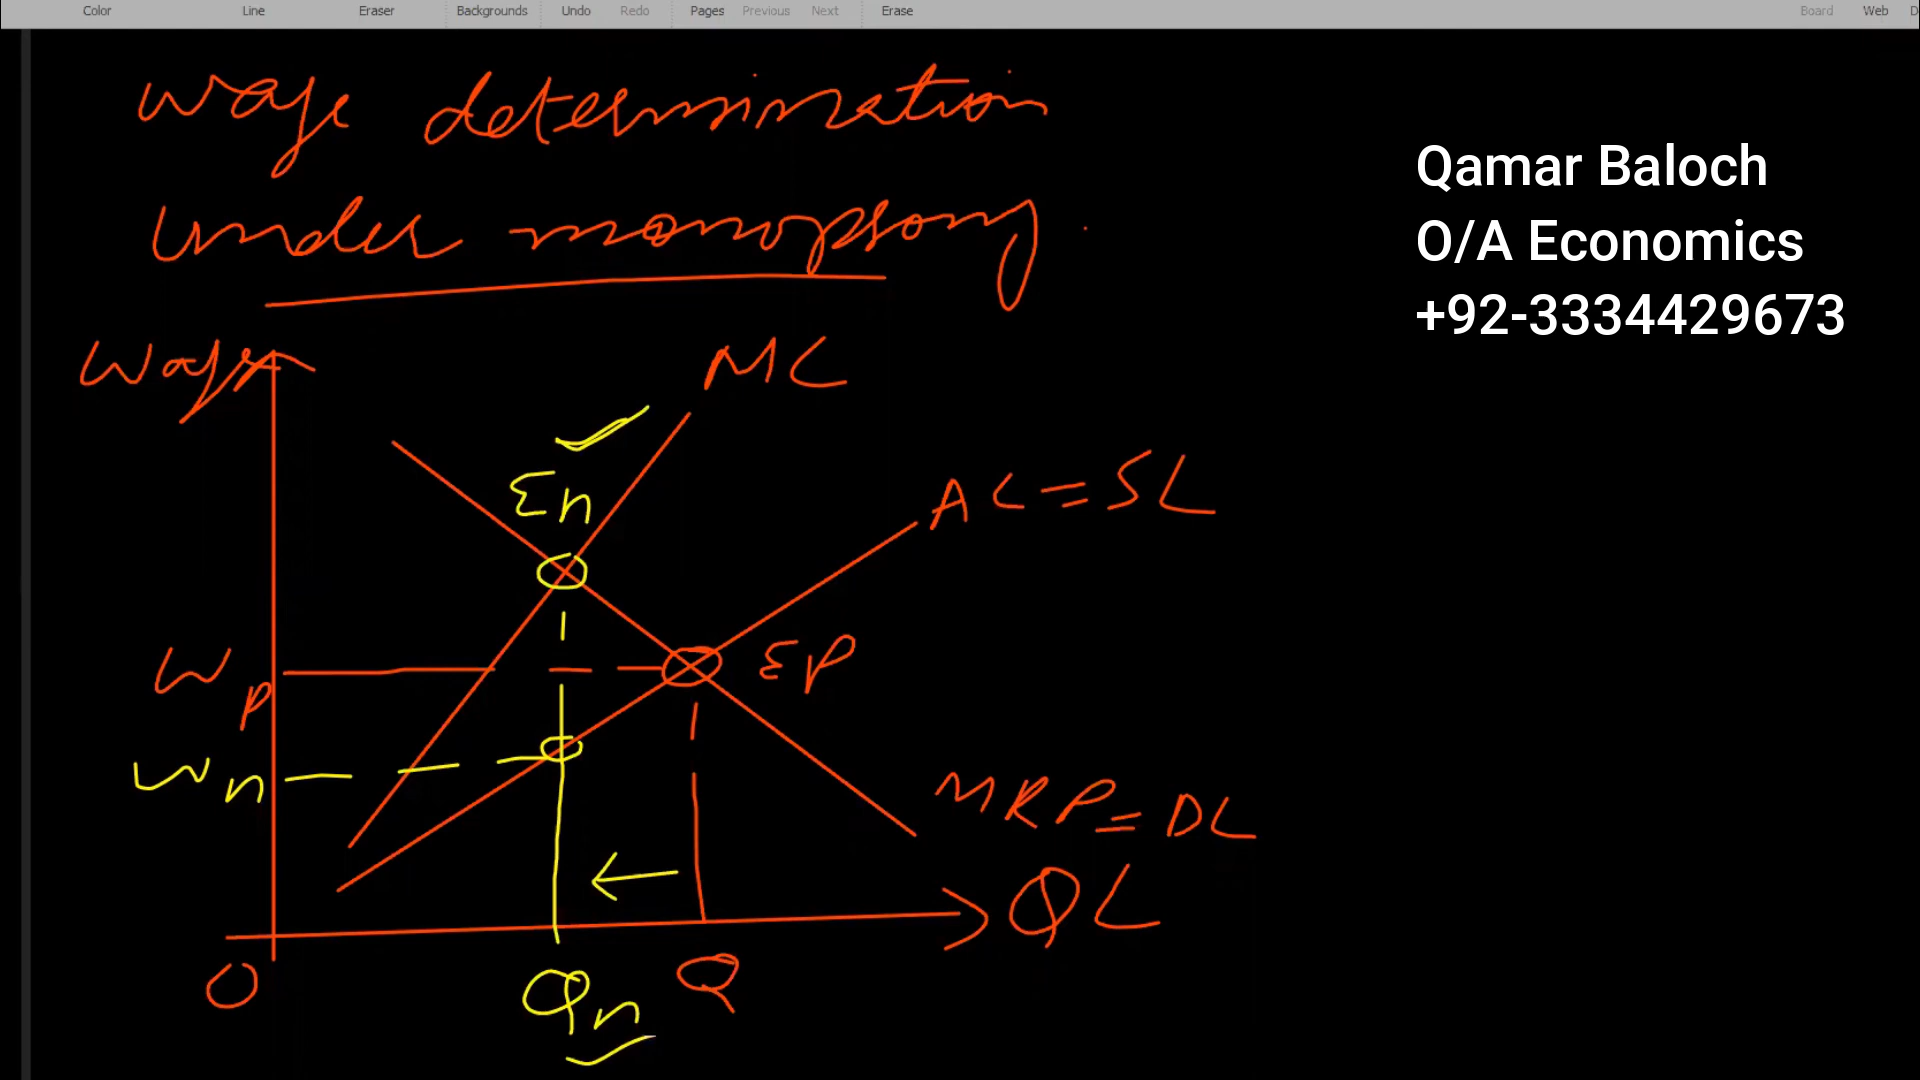 Color Line Eraser Backgrounds Undo Redo Pages Previous Next Erase Board Web D
Wage determination
under monopsony.
Qamar Baloch
O/A Economics
+92-3334429673
Wage
MC
En
AC=SL
Wp
EP
Wn
MRP=DL
QL
O
Qn
Q